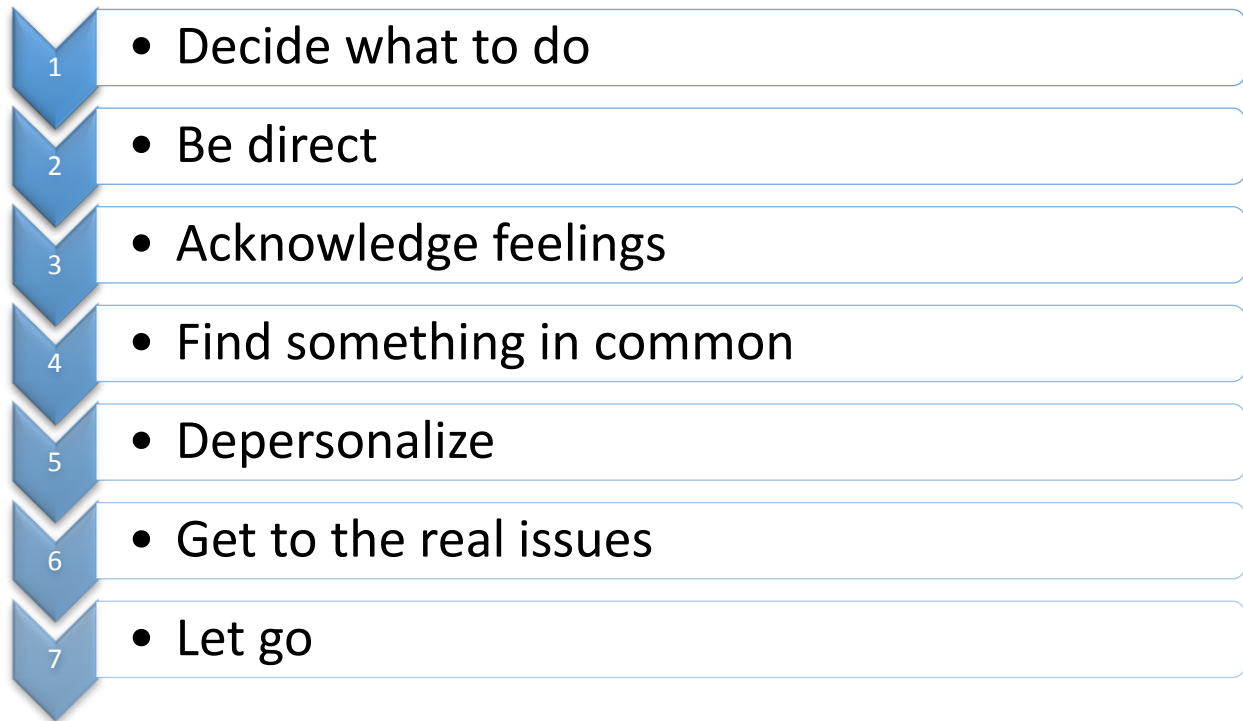 1 • Decide what to do
2 • Be direct
3 • Acknowledge feelings
4 • Find something in common
5 • Depersonalize
6 • Get to the real issues
7 • Let go